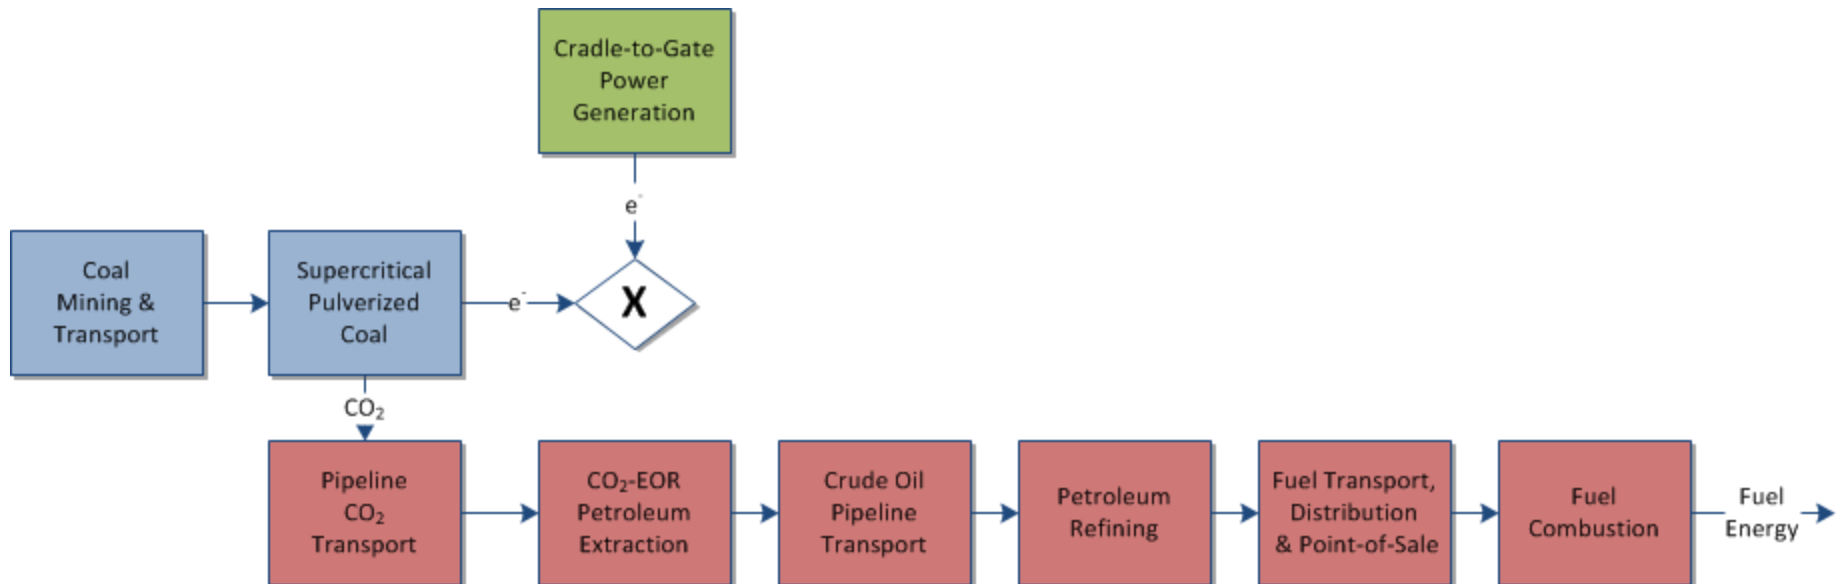 Cradle-to-Gate
Power
Generation
e⁻
Coal
Mining &
Transport
Supercritical
Pulverized
Coal
e⁻
X
CO₂
Pipeline
CO₂
Transport
CO₂-EOR
Petroleum
Extraction
Crude Oil
Pipeline
Transport
Petroleum
Refining
Fuel Transport,
Distribution
& Point-of-Sale
Fuel
Combustion
Fuel
Energy